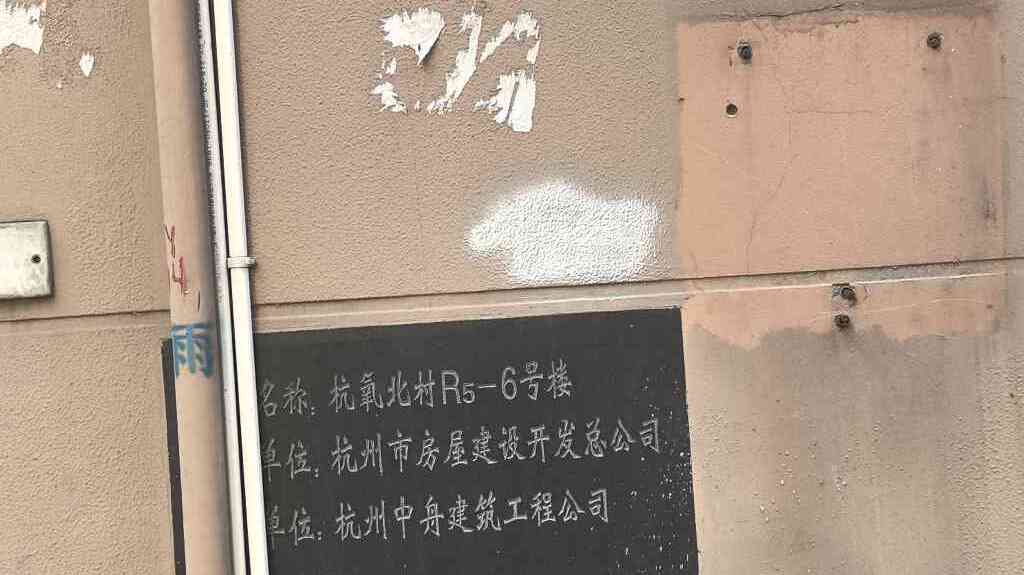 雨
名称：杭氧北村R5-6号楼
单位：杭州市房屋建设开发总公司
单位：杭州中舟建筑工程公司